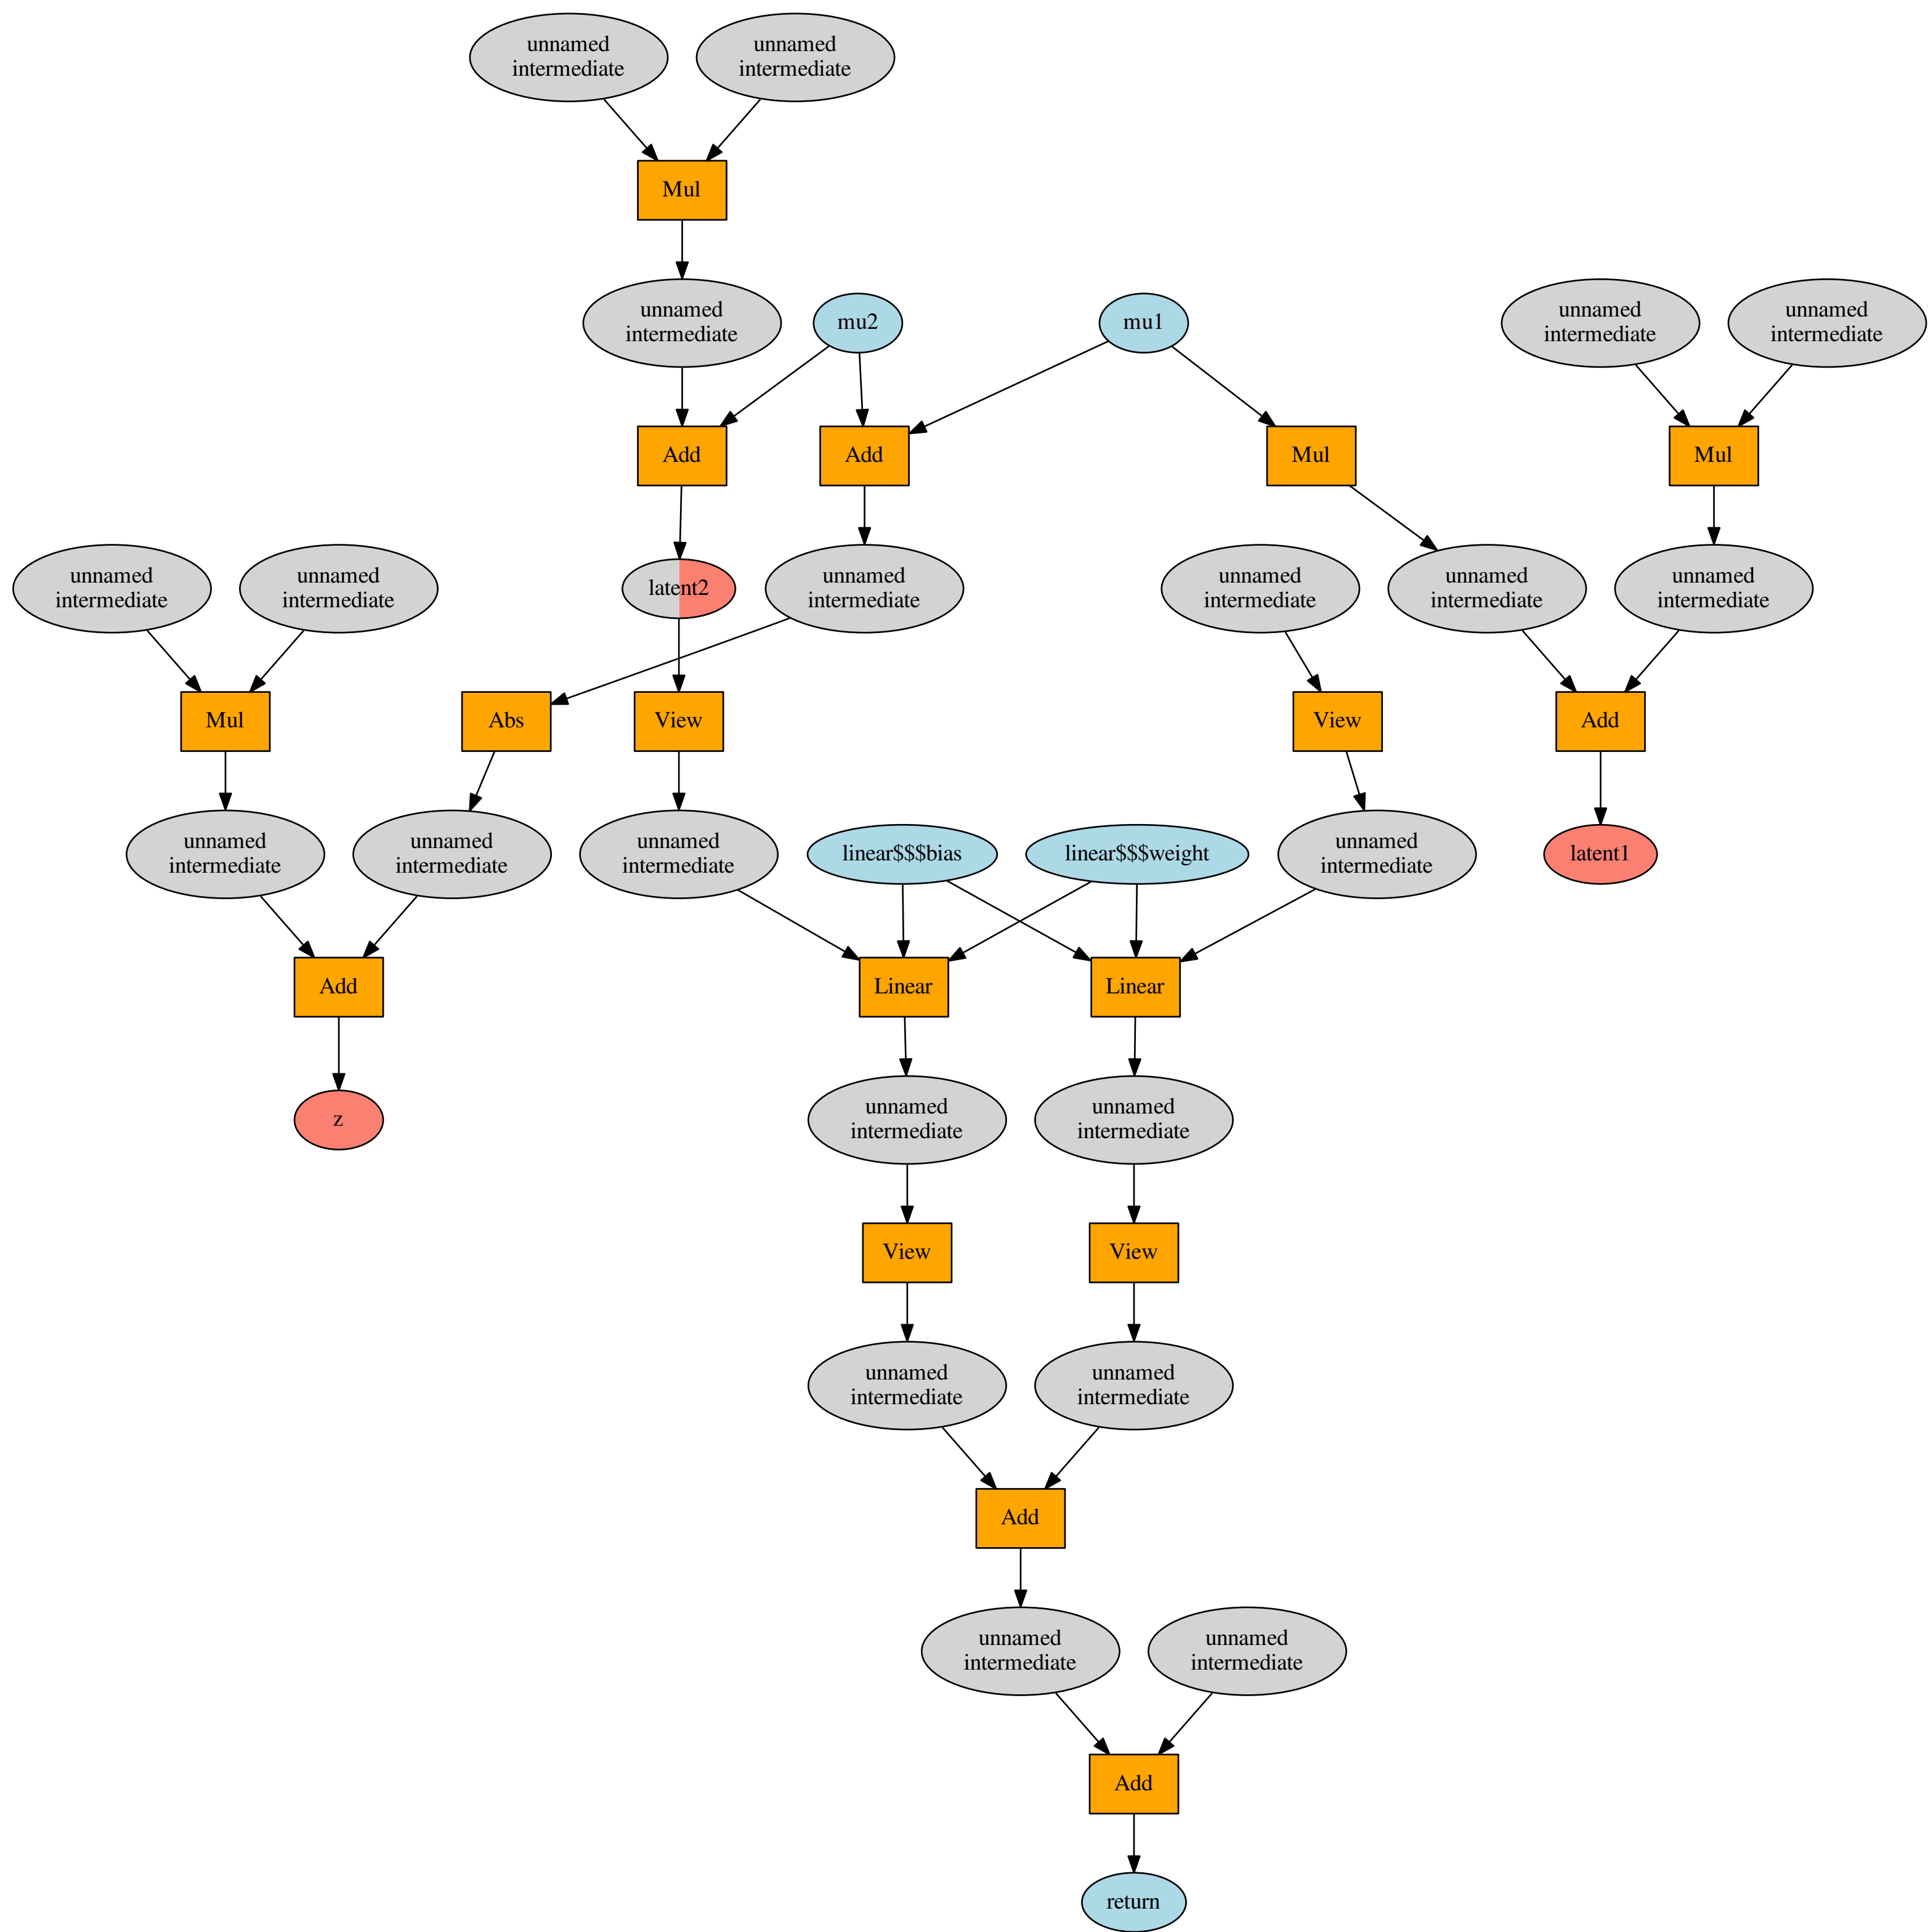 unnamed
intermediate
unnamed
intermediate
Mul
unnamed
intermediate
mu2
mu1
unnamed
intermediate
unnamed
intermediate
Add
Add
Mul
Mul
unnamed
intermediate
unnamed
intermediate
latent2
unnamed
intermediate
unnamed
intermediate
unnamed
intermediate
unnamed
intermediate
Mul
Abs
View
View
Add
unnamed
intermediate
unnamed
intermediate
unnamed
intermediate
linear$$$bias
linear$$$weight
unnamed
intermediate
latent1
Add
Linear
Linear
z
unnamed
intermediate
unnamed
intermediate
View
View
unnamed
intermediate
unnamed
intermediate
Add
unnamed
intermediate
unnamed
intermediate
Add
return